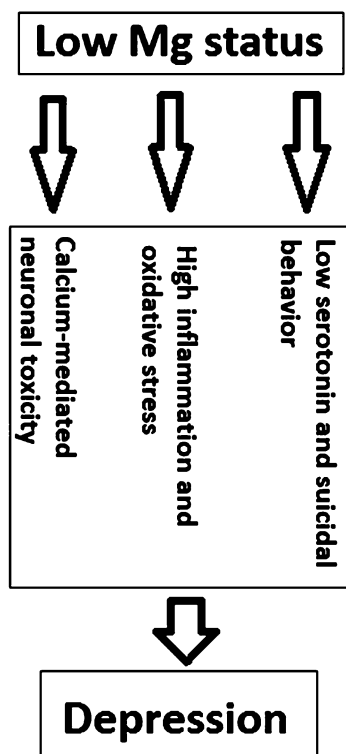 Low Mg status
Calcium-mediated
neuronal toxicity
High inflammation and
oxidative stress
Low serotonin and suicidal
behavior
Depression